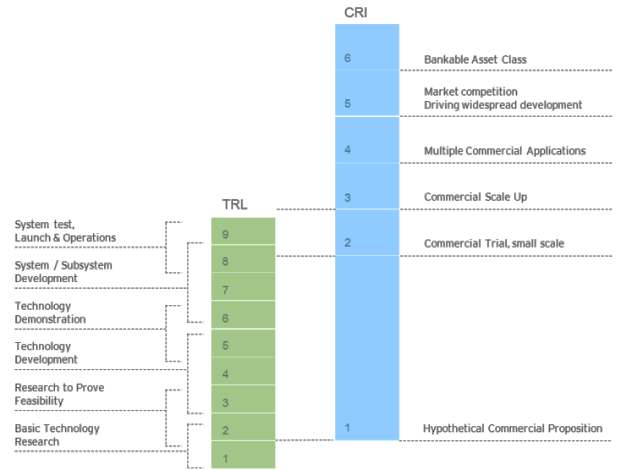 CRI
6
Bankable Asset Class
5
Market competition
Driving widespread development
4
Multiple Commercial Applications
3
Commercial Scale Up
2
Commercial Trial, small scale
1
Hypothetical Commercial Proposition
TRL
9
8
7
6
5
4
3
2
1
System test,
Launch & Operations
System / Subsystem
Development
Technology
Demonstration
Technology
Development
Research to Prove
Feasibility
Basic Technology
Research